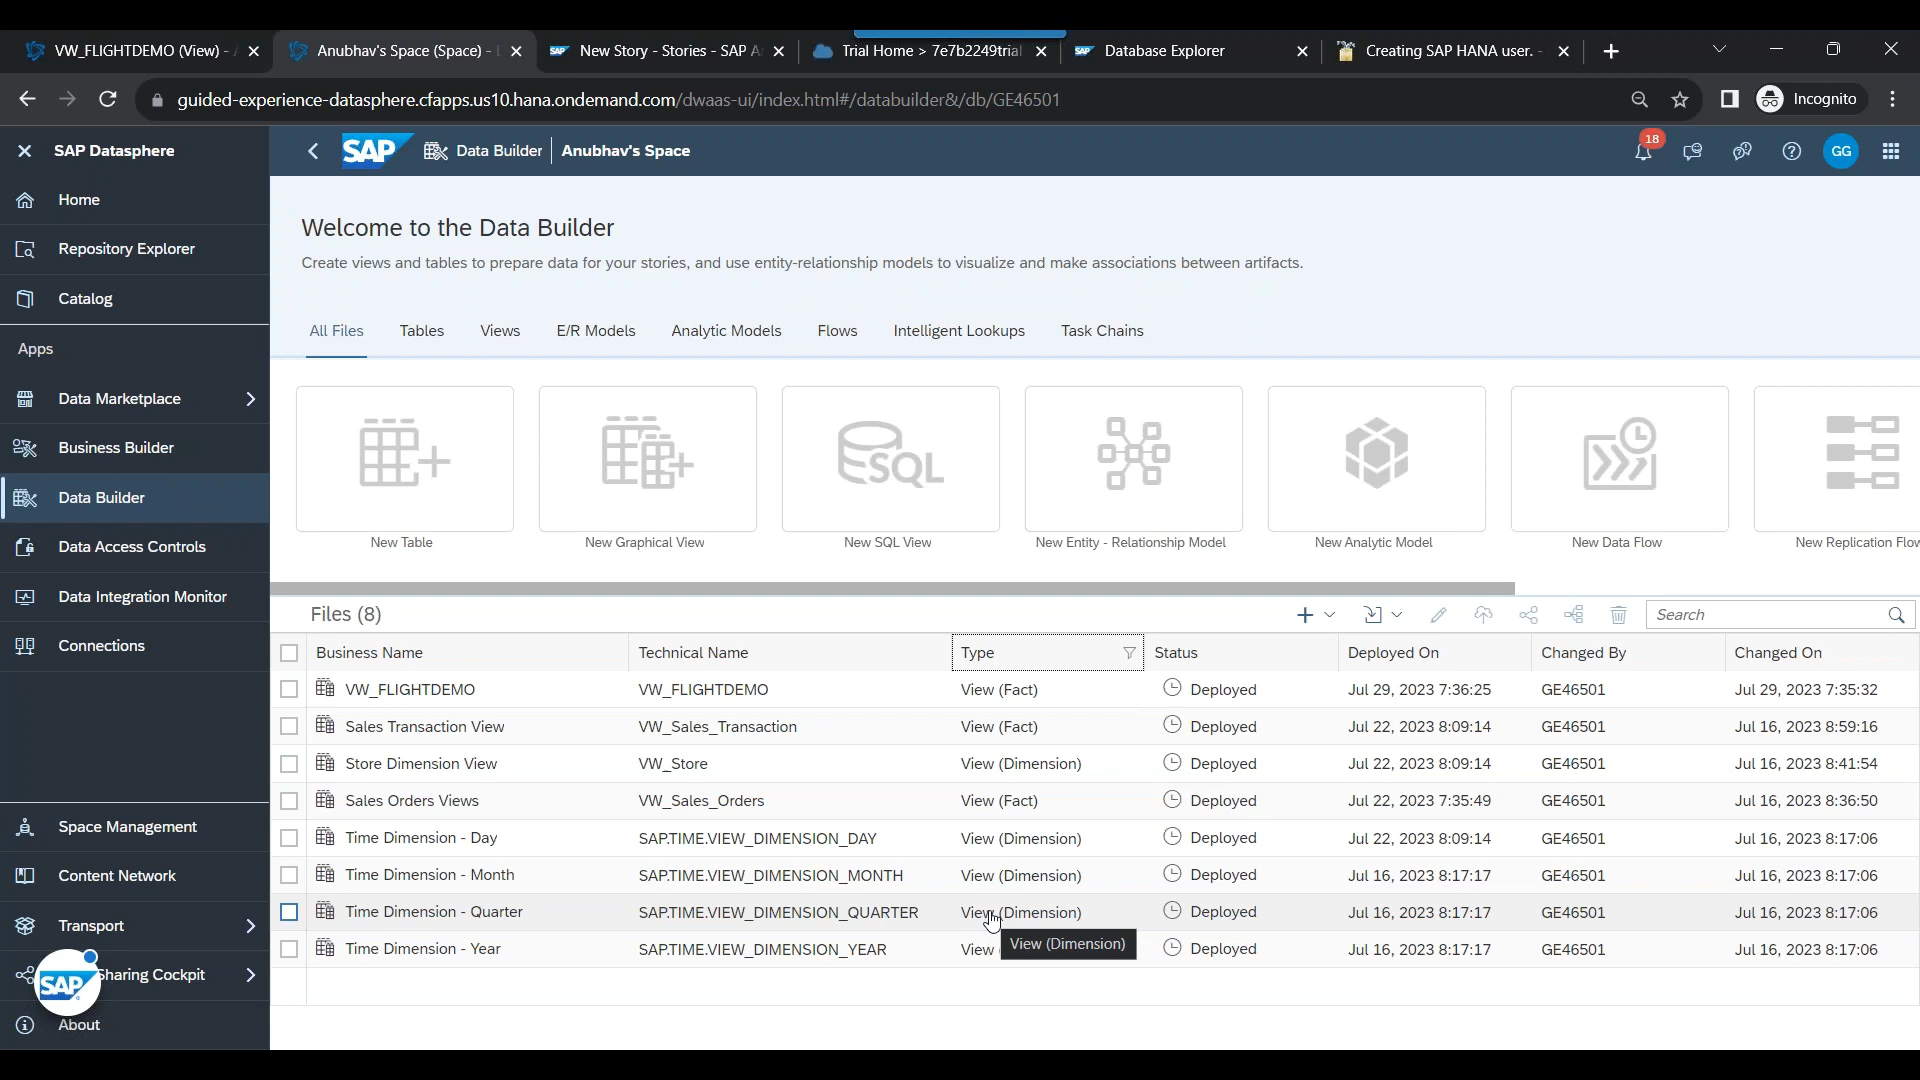 VW_FLIGHTDEMO (View) -
Anubhav's Space (Space) -
New Story - Stories - SAP
Trial Home > 7e7b2249trial
Database Explorer
Creating SAP HANA user. -
guided-experience-datasphere.cfapps.us10.hana.ondemand.com/dwaas-ui/index.html#/databuilder&/db/GE46501
Incognito
SAP Datasphere
SAP
Data Builder
Anubhav's Space
18
GG
Home
Repository Explorer
Catalog
Apps
Data Marketplace
Business Builder
Data Builder
Data Access Controls
Data Integration Monitor
Connections
Space Management
Content Network
Transport
Sharing Cockpit
SAP
About
Welcome to the Data Builder
Create views and tables to prepare data for your stories, and use entity-relationship models to visualize and make associations between artifacts.
All Files Tables Views E/R Models Analytic Models Flows Intelligent Lookups Task Chains
SQL
New Table New Graphical View New SQL View New Entity - Relationship Model New Analytic Model New Data Flow New Replication Flow
Files (8)
Search
Business Name Technical Name Type Status Deployed On Changed By Changed On
VW_FLIGHTDEMO VW_FLIGHTDEMO View (Fact) Deployed Jul 29, 2023 7:36:25 GE46501 Jul 29, 2023 7:35:32
Sales Transaction View VW_Sales_Transaction View (Fact) Deployed Jul 22, 2023 8:09:14 GE46501 Jul 16, 2023 8:59:16
Store Dimension View VW_Store View (Dimension) Deployed Jul 22, 2023 8:09:14 GE46501 Jul 16, 2023 8:41:54
Sales Orders Views VW_Sales_Orders View (Fact) Deployed Jul 22, 2023 7:35:49 GE46501 Jul 16, 2023 8:36:50
Time Dimension - Day SAP.TIME.VIEW_DIMENSION_DAY View (Dimension) Deployed Jul 22, 2023 8:09:14 GE46501 Jul 16, 2023 8:17:06
Time Dimension - Month SAP.TIME.VIEW_DIMENSION_MONTH View (Dimension) Deployed Jul 16, 2023 8:17:17 GE46501 Jul 16, 2023 8:17:06
Time Dimension - Quarter SAP.TIME.VIEW_DIMENSION_QUARTER View (Dimension) Deployed Jul 16, 2023 8:17:17 GE46501 Jul 16, 2023 8:17:06
Time Dimension - Year SAP.TIME.VIEW_DIMENSION_YEAR View Deployed Jul 16, 2023 8:17:17 GE46501 Jul 16, 2023 8:17:06
View (Dimension)